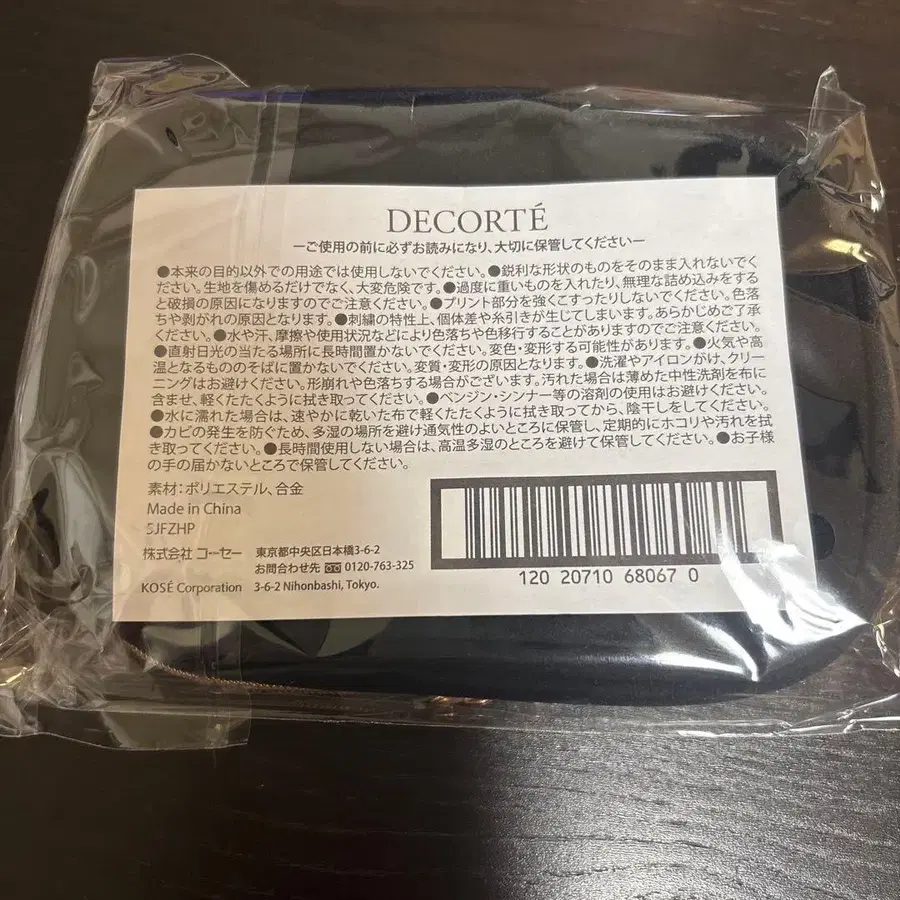 DECORTÉ
―ご使用の前に必ずお読みになり、大切に保管してください―
●本来の目的以外での用途では使用しないでください。●鋭利な形状のものをそのまま入れないでく
ださい。生地を傷めるだけでなく、大変危険です。●過度に重いものを入れたり、無理な詰め込みをする
と破損の原因になりますのでご注意ください。●プリント部分を強くこすったりしないでください。色落
ちや剥がれの原因となります。●刺繍の特性上、個体差や糸引きが生じてしまいます。あらかじめご了承
ください。●水や汗、摩擦や使用状況などにより色落ちや色移行することがありますのでご注意ください。
●直射日光の当たる場所に長時間置かないでください。変色・変形する可能性があります。●火気や高
温となるもののそばに置かないでください。変質・変形の原因となります。●洗濯やアイロンがけ、クリー
ニングはお避けください。形崩れや色落ちする場合がございます。汚れた場合は薄めた中性洗剤を布に
含ませ、軽くたたくように拭き取ってください。●ベンジン・シンナー等の溶剤の使用はお避けください。
●水に濡れた場合は、速やかに乾いた布で軽くたたくように拭き取ってから、陰干しをしてください。
●カビの発生を防ぐため、多湿の場所を避け通気性のよいところに保管し、定期的にホコリや汚れを拭
き取ってください。●長時間使用しない場合は、高温多湿のところを避けて保管してください。●お子様
の手の届かないところで保管してください。
素材：ポリエステル、合金
Made in China
5JFZHP
株式会社 コーセー 東京都中央区日本橋3-6-2
お問合わせ先 0120-763-325
KOSÉ Corporation 3-6-2 Nihonbashi, Tokyo.
120 20710 68067 0